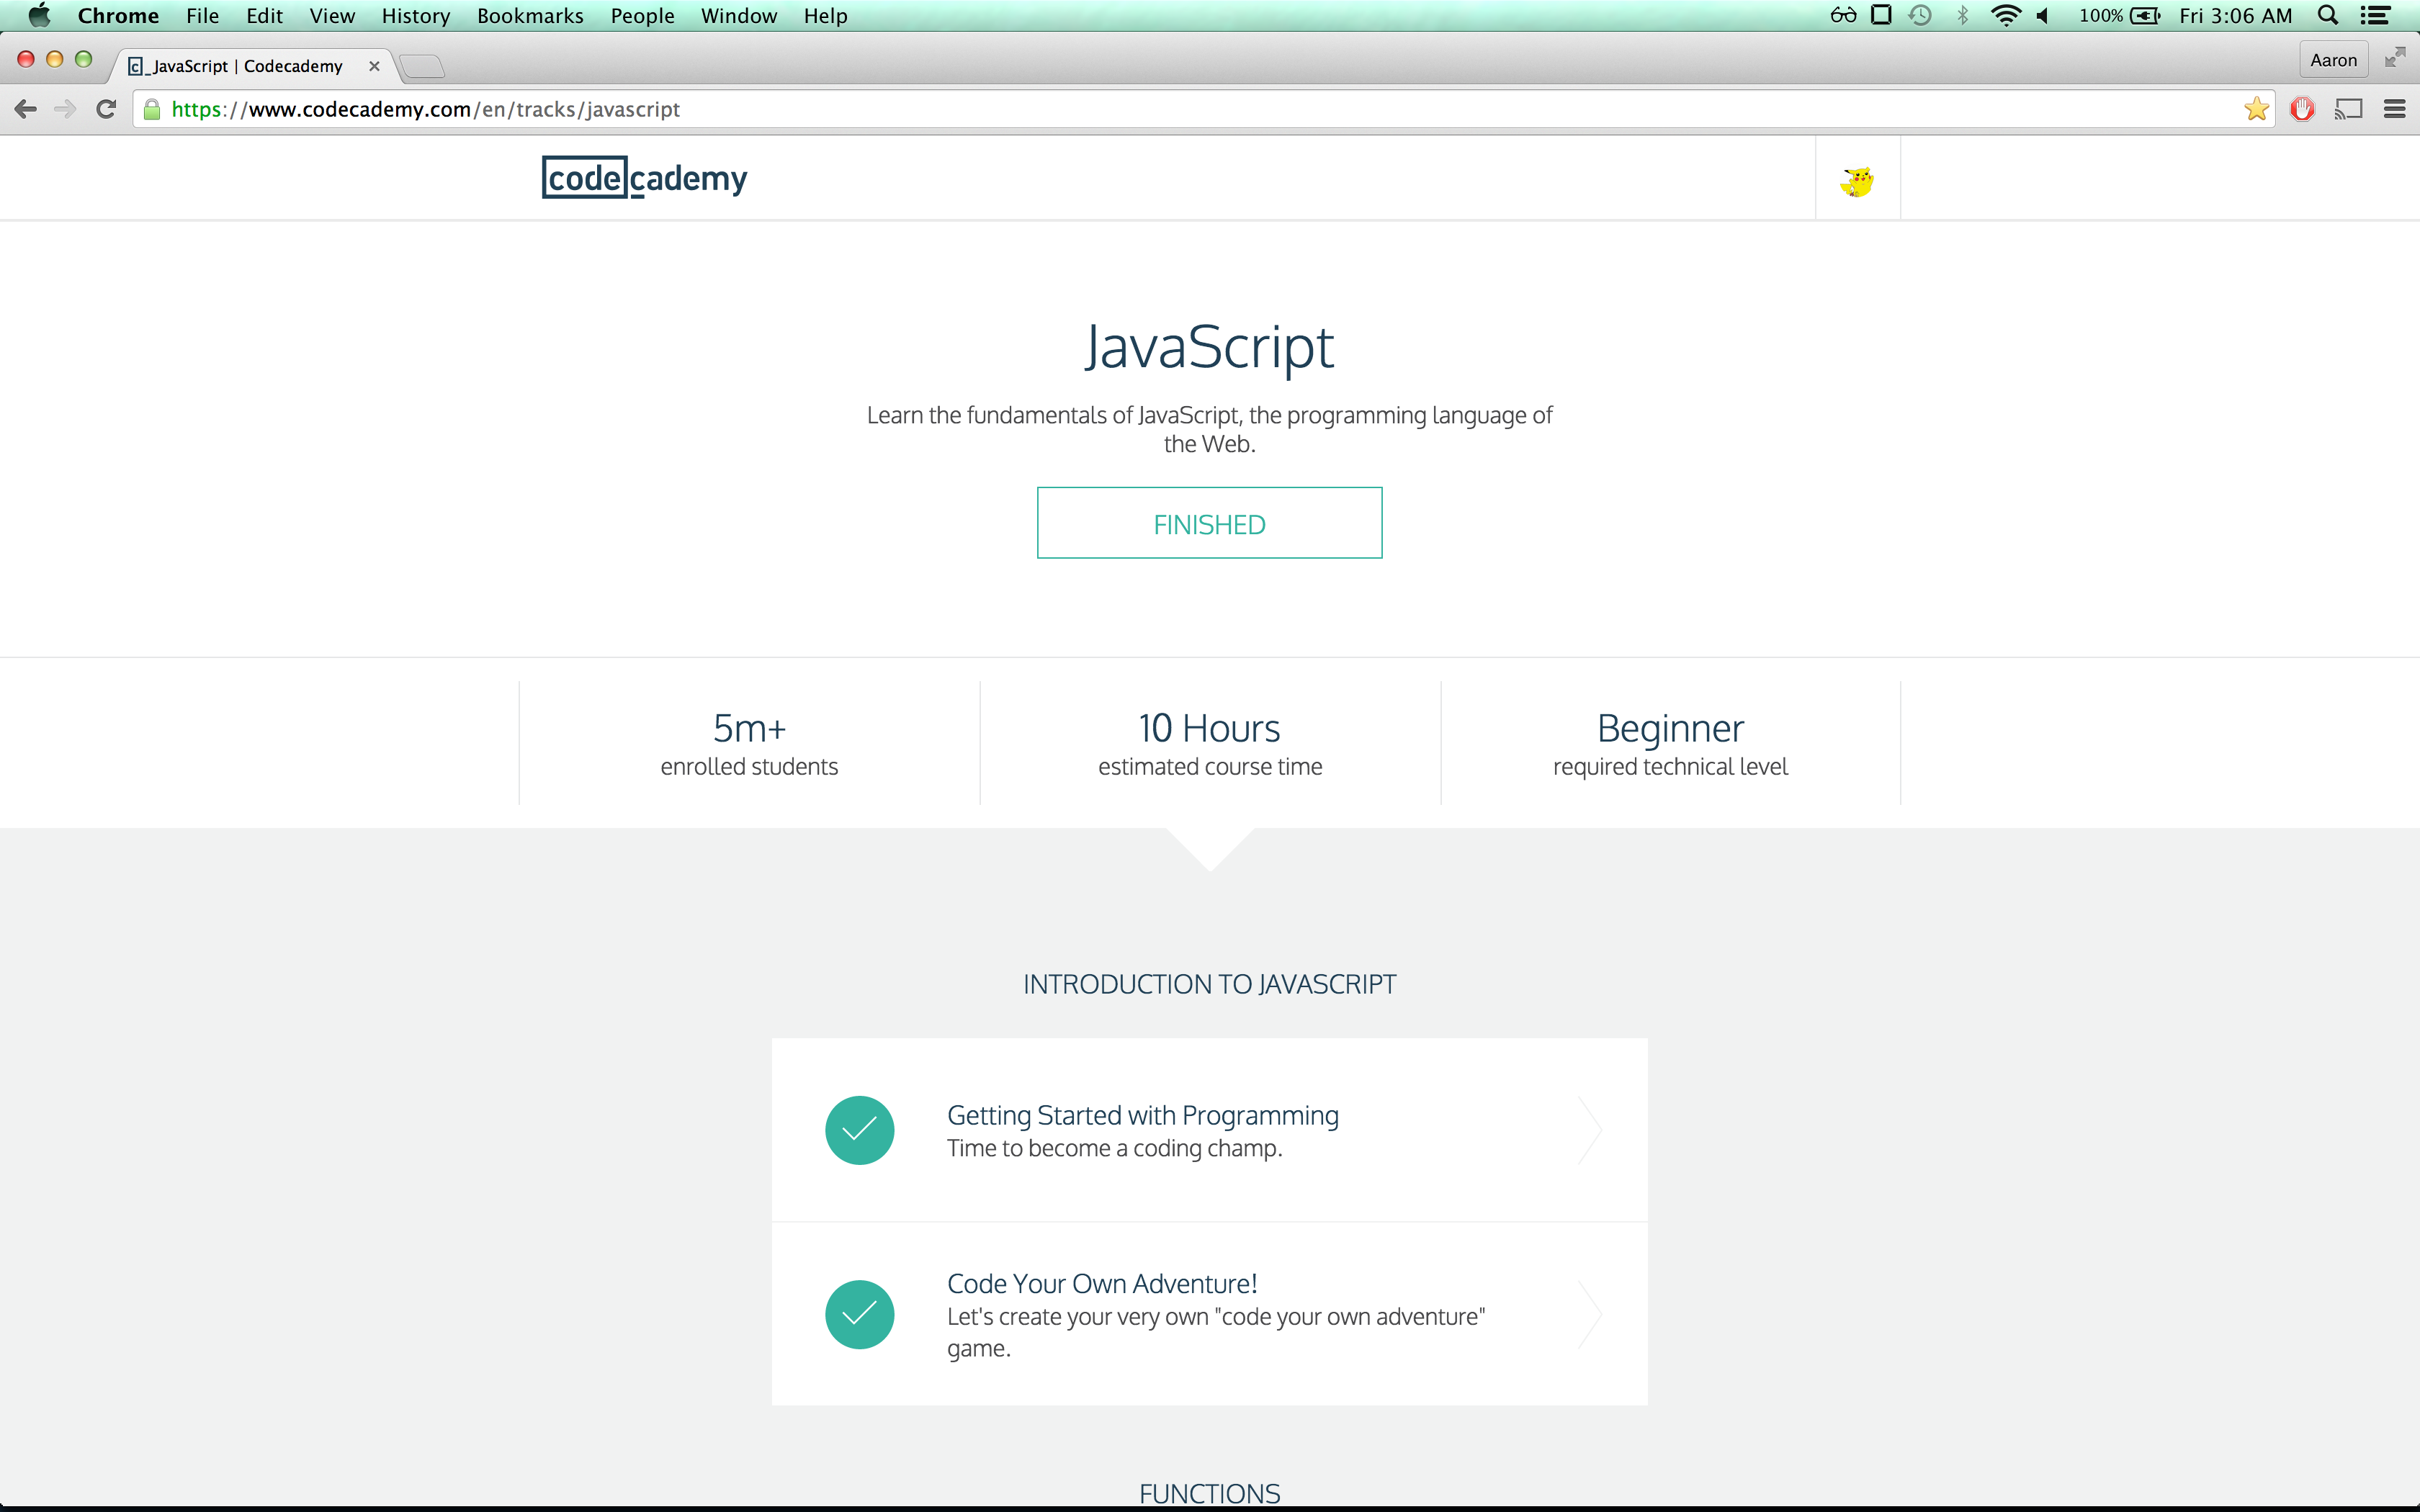 Chrome File Edit View History Bookmarks People Window Help 100% Fri 3:06 AM
c_JavaScript | Codecademy Aaron
https://www.codecademy.com/en/tracks/javascript
codecademy
JavaScript
Learn the fundamentals of JavaScript, the programming language of
the Web.
FINISHED
5m+
enrolled students
10 Hours
estimated course time
Beginner
required technical level
INTRODUCTION TO JAVASCRIPT
Getting Started with Programming
Time to become a coding champ.
Code Your Own Adventure!
Let's create your very own "code your own adventure"
game.
FUNCTIONS